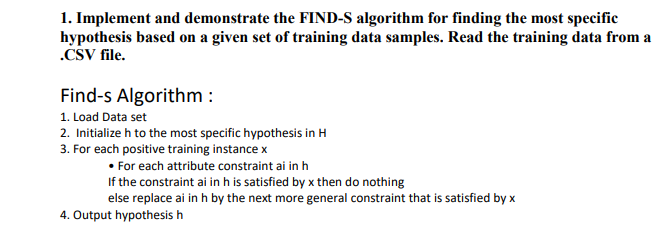 1. Implement and demonstrate the FIND-S algorithm for finding the most specific
hypothesis based on a given set of training data samples. Read the training data from a
.CSV file.
Find-s Algorithm :
1. Load Data set
2. Initialize h to the most specific hypothesis in H
3. For each positive training instance x
• For each attribute constraint ai in h
If the constraint ai in h is satisfied by x then do nothing
else replace ai in h by the next more general constraint that is satisfied by x
4. Output hypothesis h